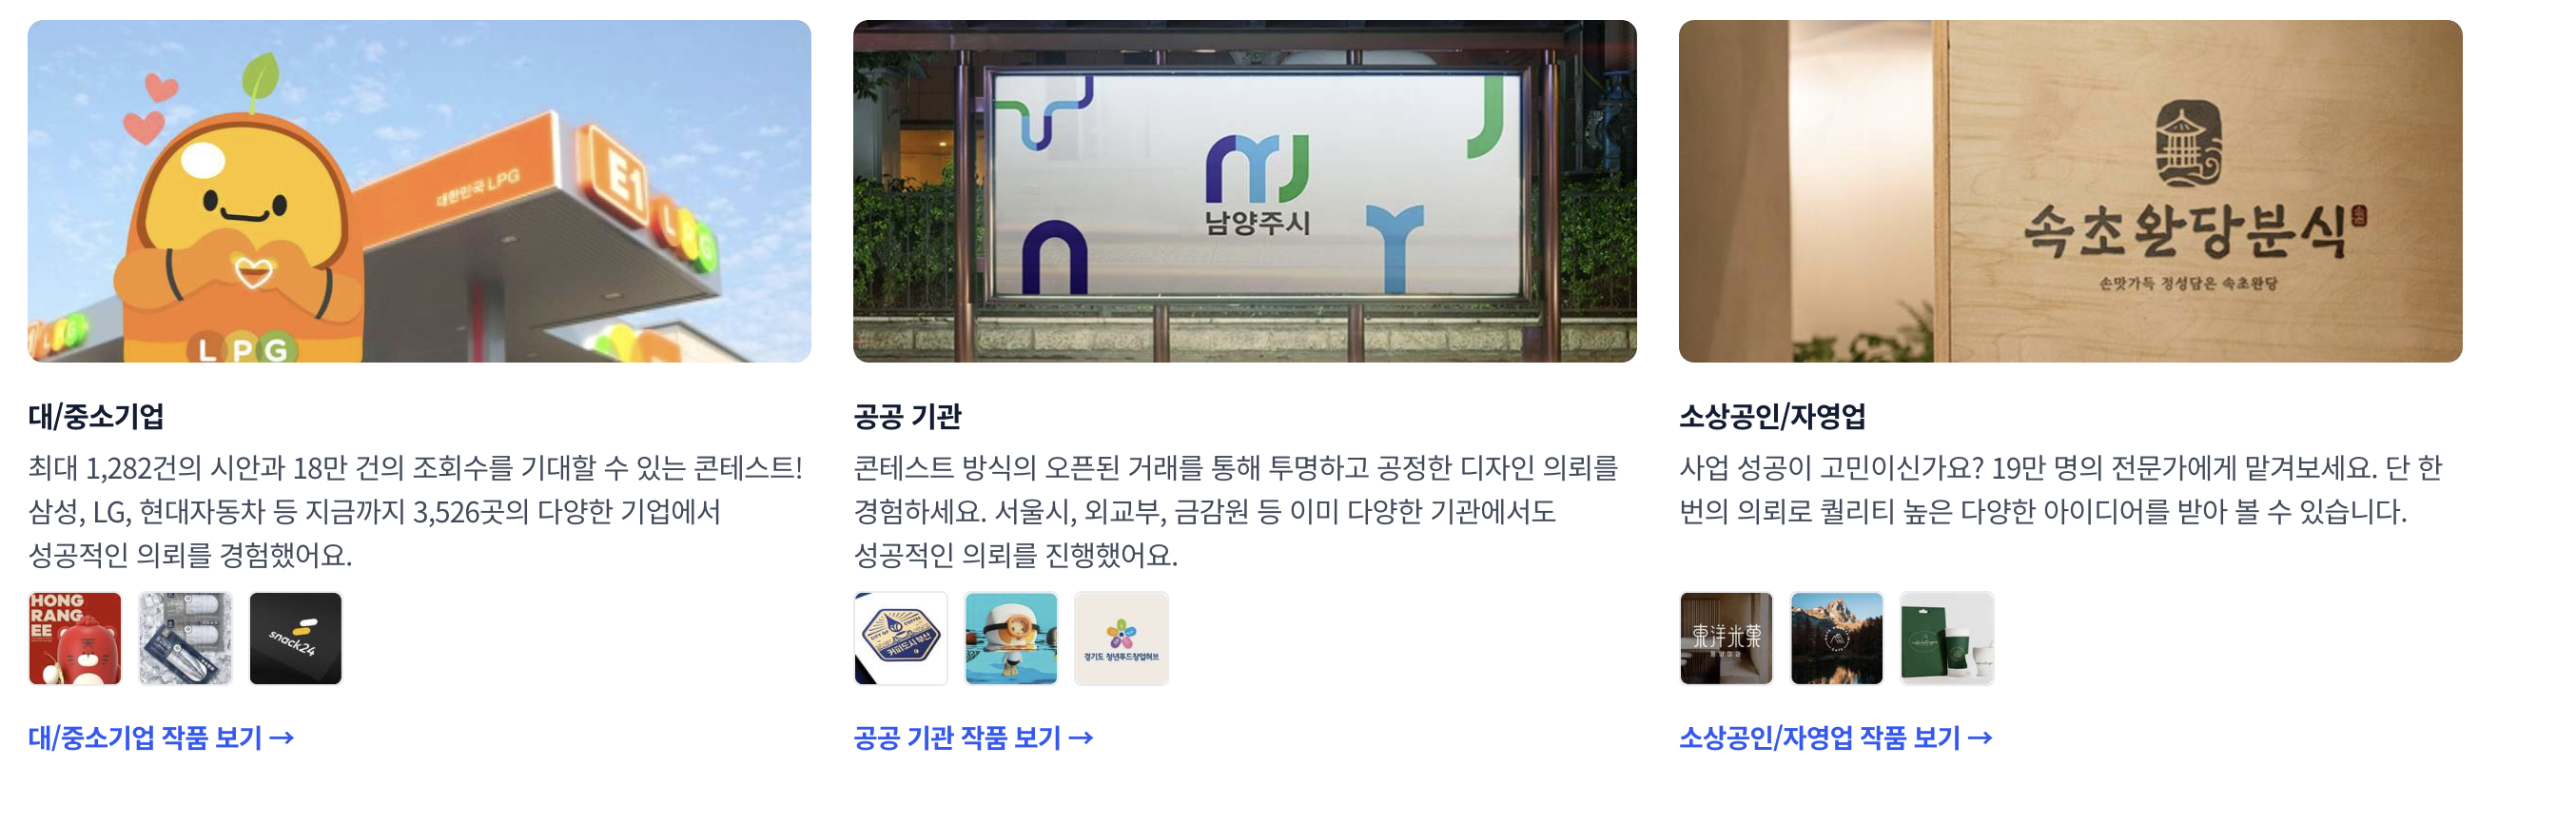 대한민국 LPG
E1
LPG
LPG
대/중소기업
최대 1,282건의 시안과 18만 건의 조회수를 기대할 수 있는 콘테스트!
삼성, LG, 현대자동차 등 지금까지 3,526곳의 다양한 기업에서
성공적인 의뢰를 경험했어요.
HONG
RANG
EE
snack24
대/중소기업 작품 보기 →
남양주시
공공 기관
콘테스트 방식의 오픈된 거래를 통해 투명하고 공정한 디자인 의뢰를
경험하세요. 서울시, 외교부, 금감원 등 이미 다양한 기관에서도
성공적인 의뢰를 진행했어요.
CITY OF COFFEE
커피도시부산
경기도 청년푸드창업허브
공공 기관 작품 보기 →
속초완당분식
손맛가득 정성담은 속초완당
소상공인/자영업
사업 성공이 고민이신가요? 19만 명의 전문가에게 맡겨보세요. 단 한
번의 의뢰로 퀄리티 높은 다양한 아이디어를 받아 볼 수 있습니다.
東洋米菓
소상공인/자영업 작품 보기 →